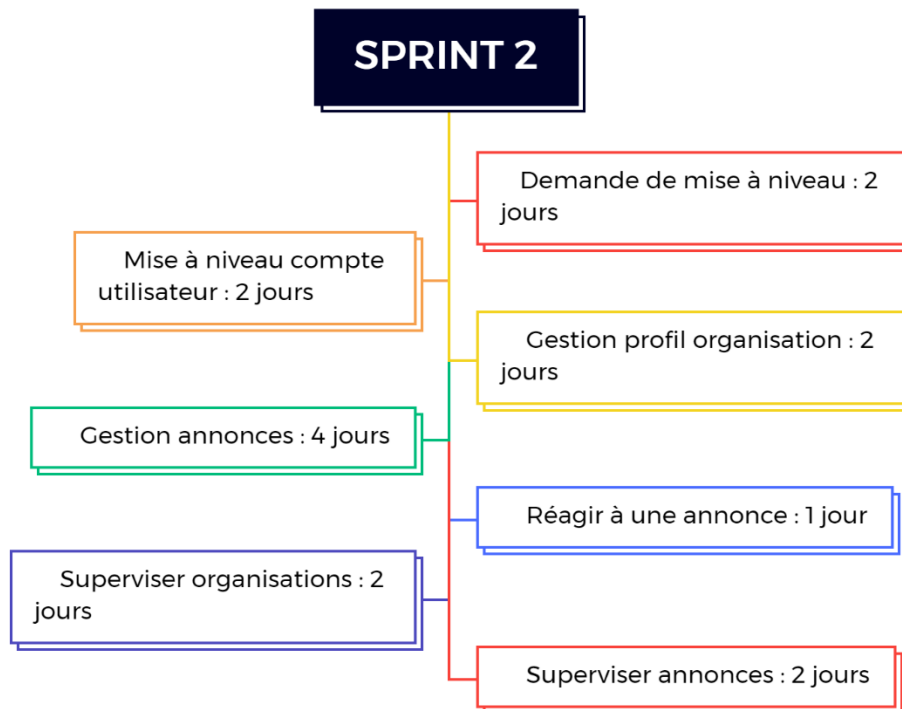 SPRINT 2
Demande de mise à niveau : 2
jours
Mise à niveau compte
utilisateur : 2 jours
Gestion profil organisation : 2
jours
Gestion annonces : 4 jours
Réagir à une annonce : 1 jour
Superviser organisations : 2
jours
Superviser annonces : 2 jours